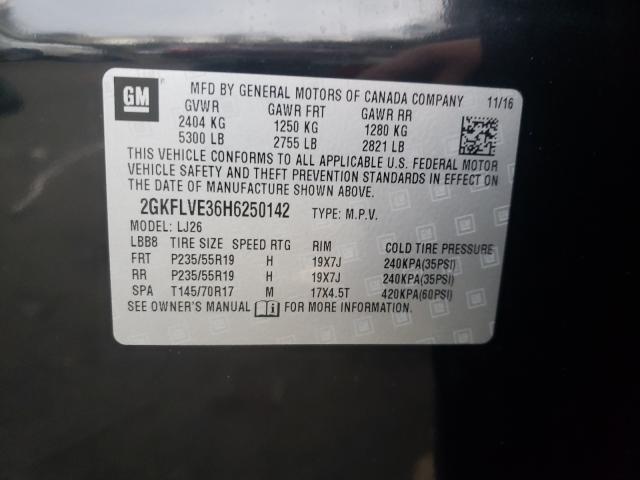 GM
MFD BY GENERAL MOTORS OF CANADA COMPANY 11/16
GVWR GAWR FRT GAWR RR
2404 KG 1250 KG 1280 KG
5300 LB 2755 LB 2821 LB
THIS VEHICLE CONFORMS TO ALL APPLICABLE U.S. FEDERAL MOTOR
VEHICLE SAFETY AND THEFT PREVENTION STANDARDS IN EFFECT ON
THE DATE OF MANUFACTURE SHOWN ABOVE.
2GKFLVE36H6250142 TYPE: M.P.V.
MODEL: LJ26
LBB8 TIRE SIZE SPEED RTG RIM COLD TIRE PRESSURE
FRT P235/55R19 H 19X7J 240KPA(35PSI)
RR P235/55R19 H 19X7J 240KPA(35PSI)
SPA T145/70R17 M 17X4.5T 420KPA(60PSI)
SEE OWNER'S MANUAL FOR MORE INFORMATION.